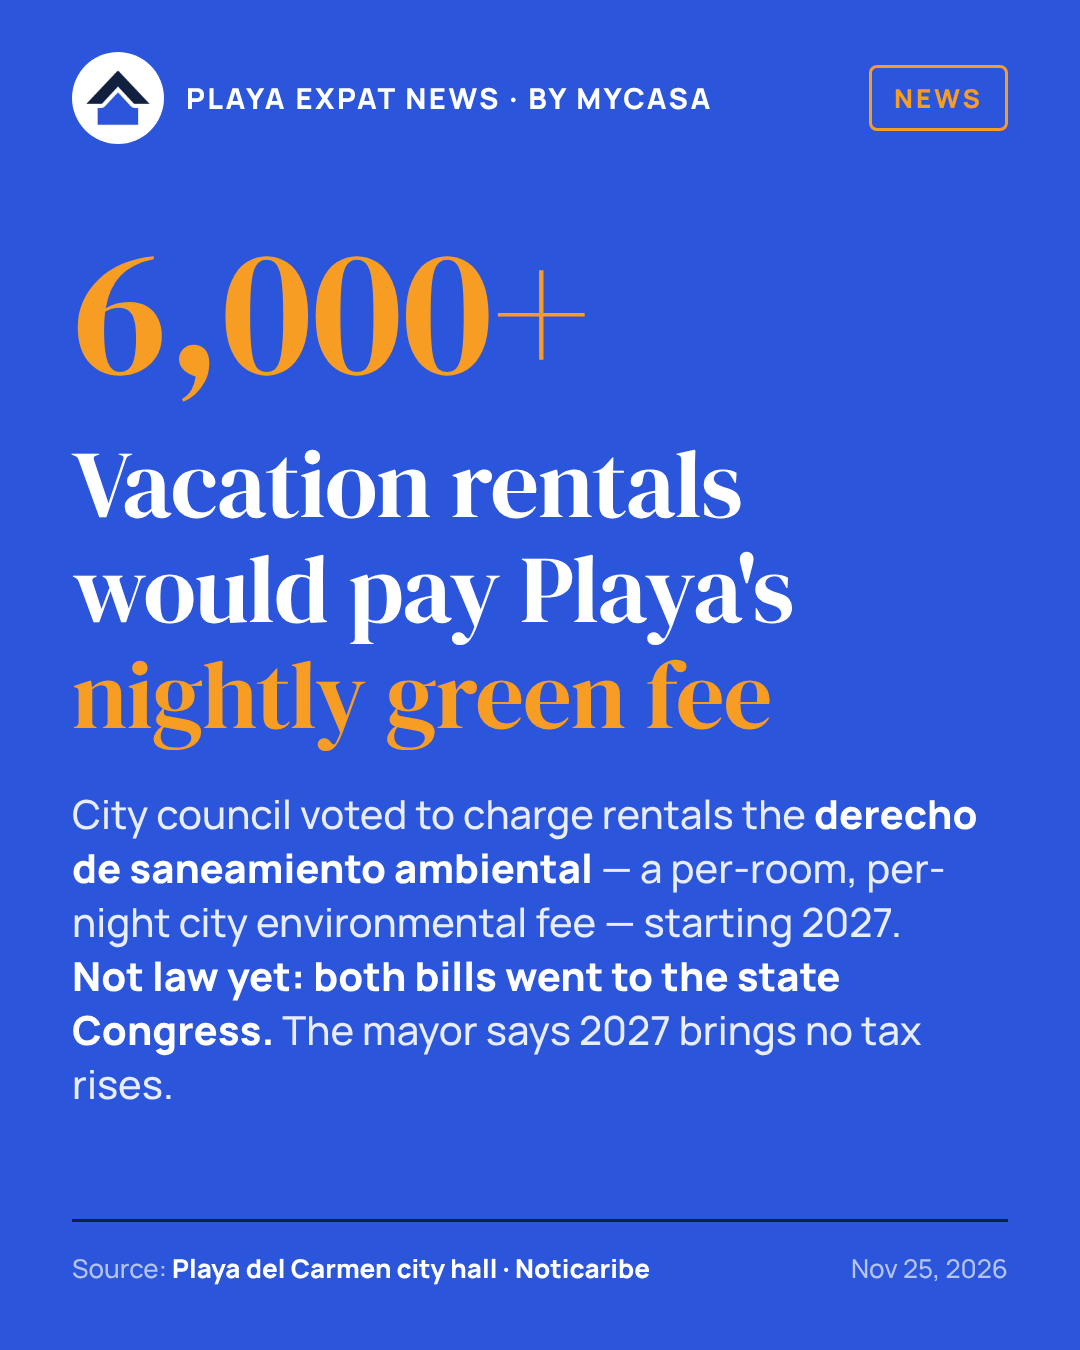 PLAYA EXPAT NEWS · BY MYCASA
NEWS
6,000+
Vacation rentals
would pay Playa's
nightly green fee
City council voted to charge rentals the derecho
de saneamiento ambiental — a per-room, per-
night city environmental fee — starting 2027.
Not law yet: both bills went to the state
Congress. The mayor says 2027 brings no tax
rises.
Source: Playa del Carmen city hall · Noticaribe
Nov 25, 2026